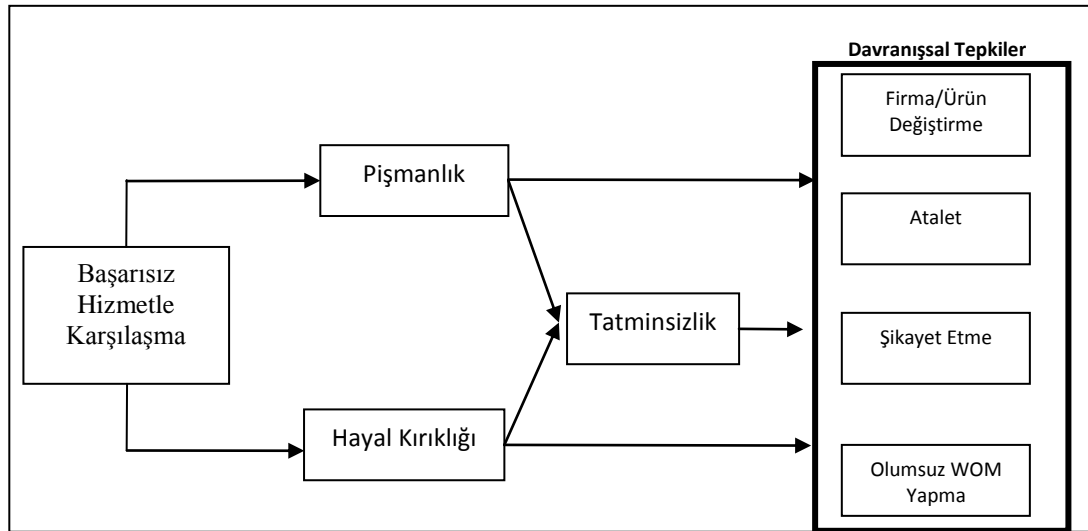 Davranışsal Tepkiler
Firma/Ürün
Değiştirme
Pişmanlık
Atalet
Başarısız
Hizmetle
Karşılaşma
Tatminsizlik
Şikayet Etme
Hayal Kırıklığı
Olumsuz WOM
Yapma